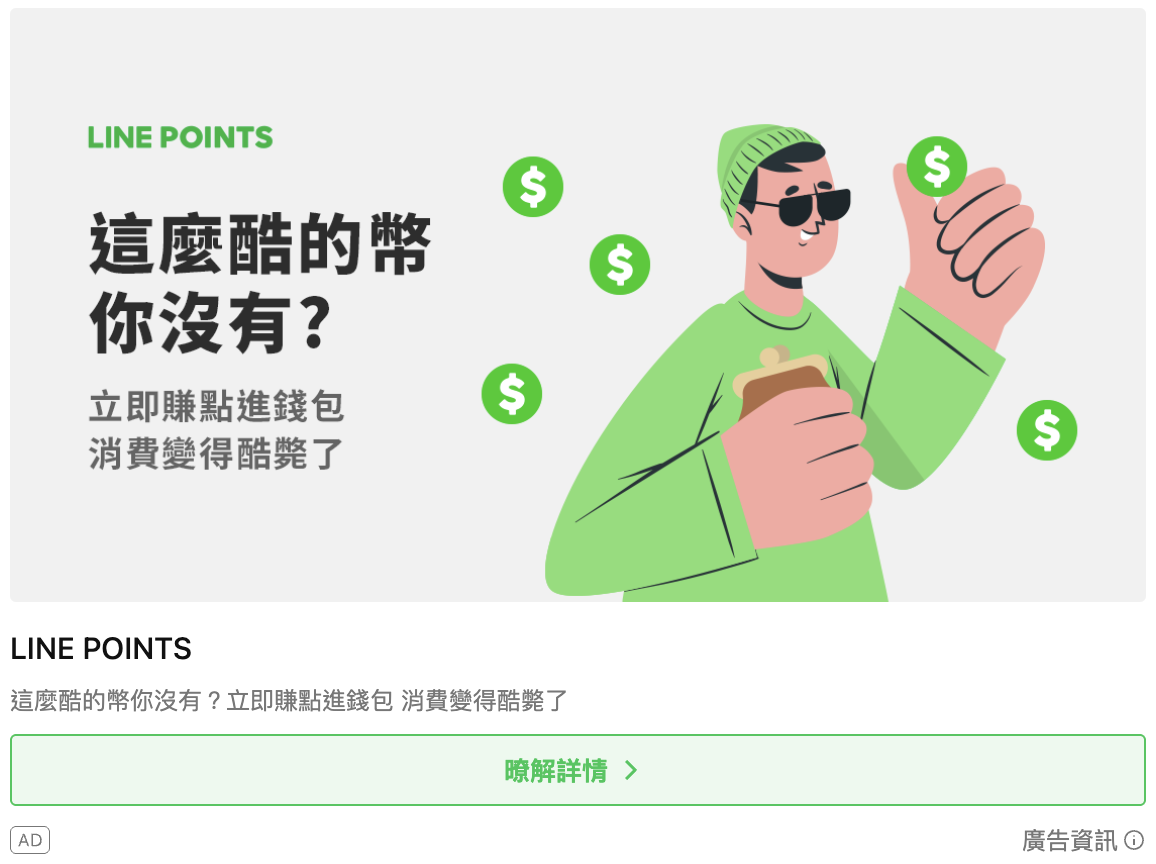 LINE POINTS
這麼酷的幣
你沒有?
立即賺點進錢包
消費變得酷斃了
LINE POINTS
這麼酷的幣你沒有？立即賺點進錢包 消費變得酷斃了
瞭解詳情
AD
廣告資訊